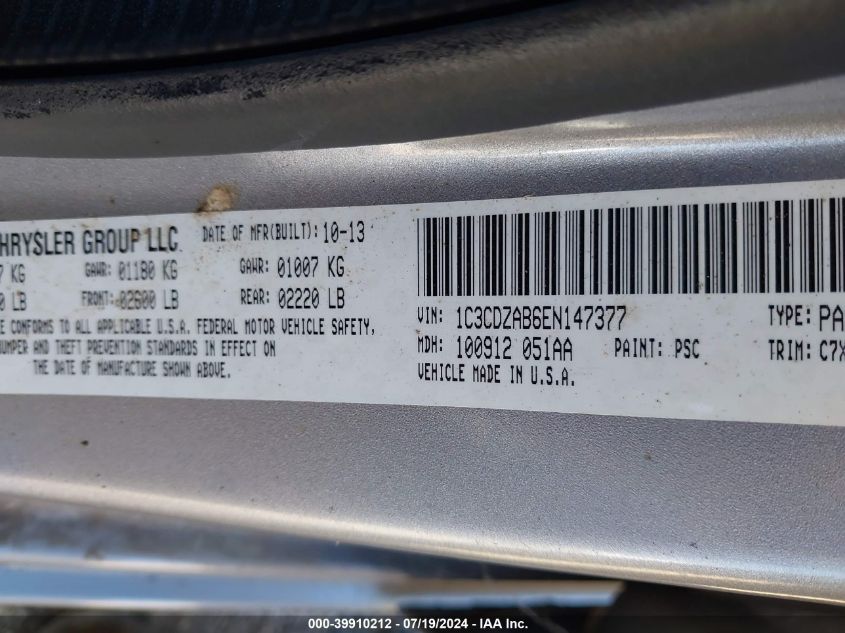 HRYSLER GROUP LLC DATE OF MFR(BUILT): 10-13
KG GAWR: 01180 KG GAWR: 01007 KG
LB FRONT: 02600 LB REAR: 02220 LB
CONFORMS TO ALL APPLICABLE U.S.A. FEDERAL MOTOR VEHICLE SAFETY,
UMPER AND THEFT PREVENTION STANDARDS IN EFFECT ON
THE DATE OF MANUFACTURE SHOWN ABOVE.
VIN: 1C3CDZAB6EN147377 TYPE: PA
MDH: 100912 051AA PAINT: PSC TRIM: C7X
VEHICLE MADE IN U.S.A.
000-39910212 - 07/19/2024 - IAA Inc.